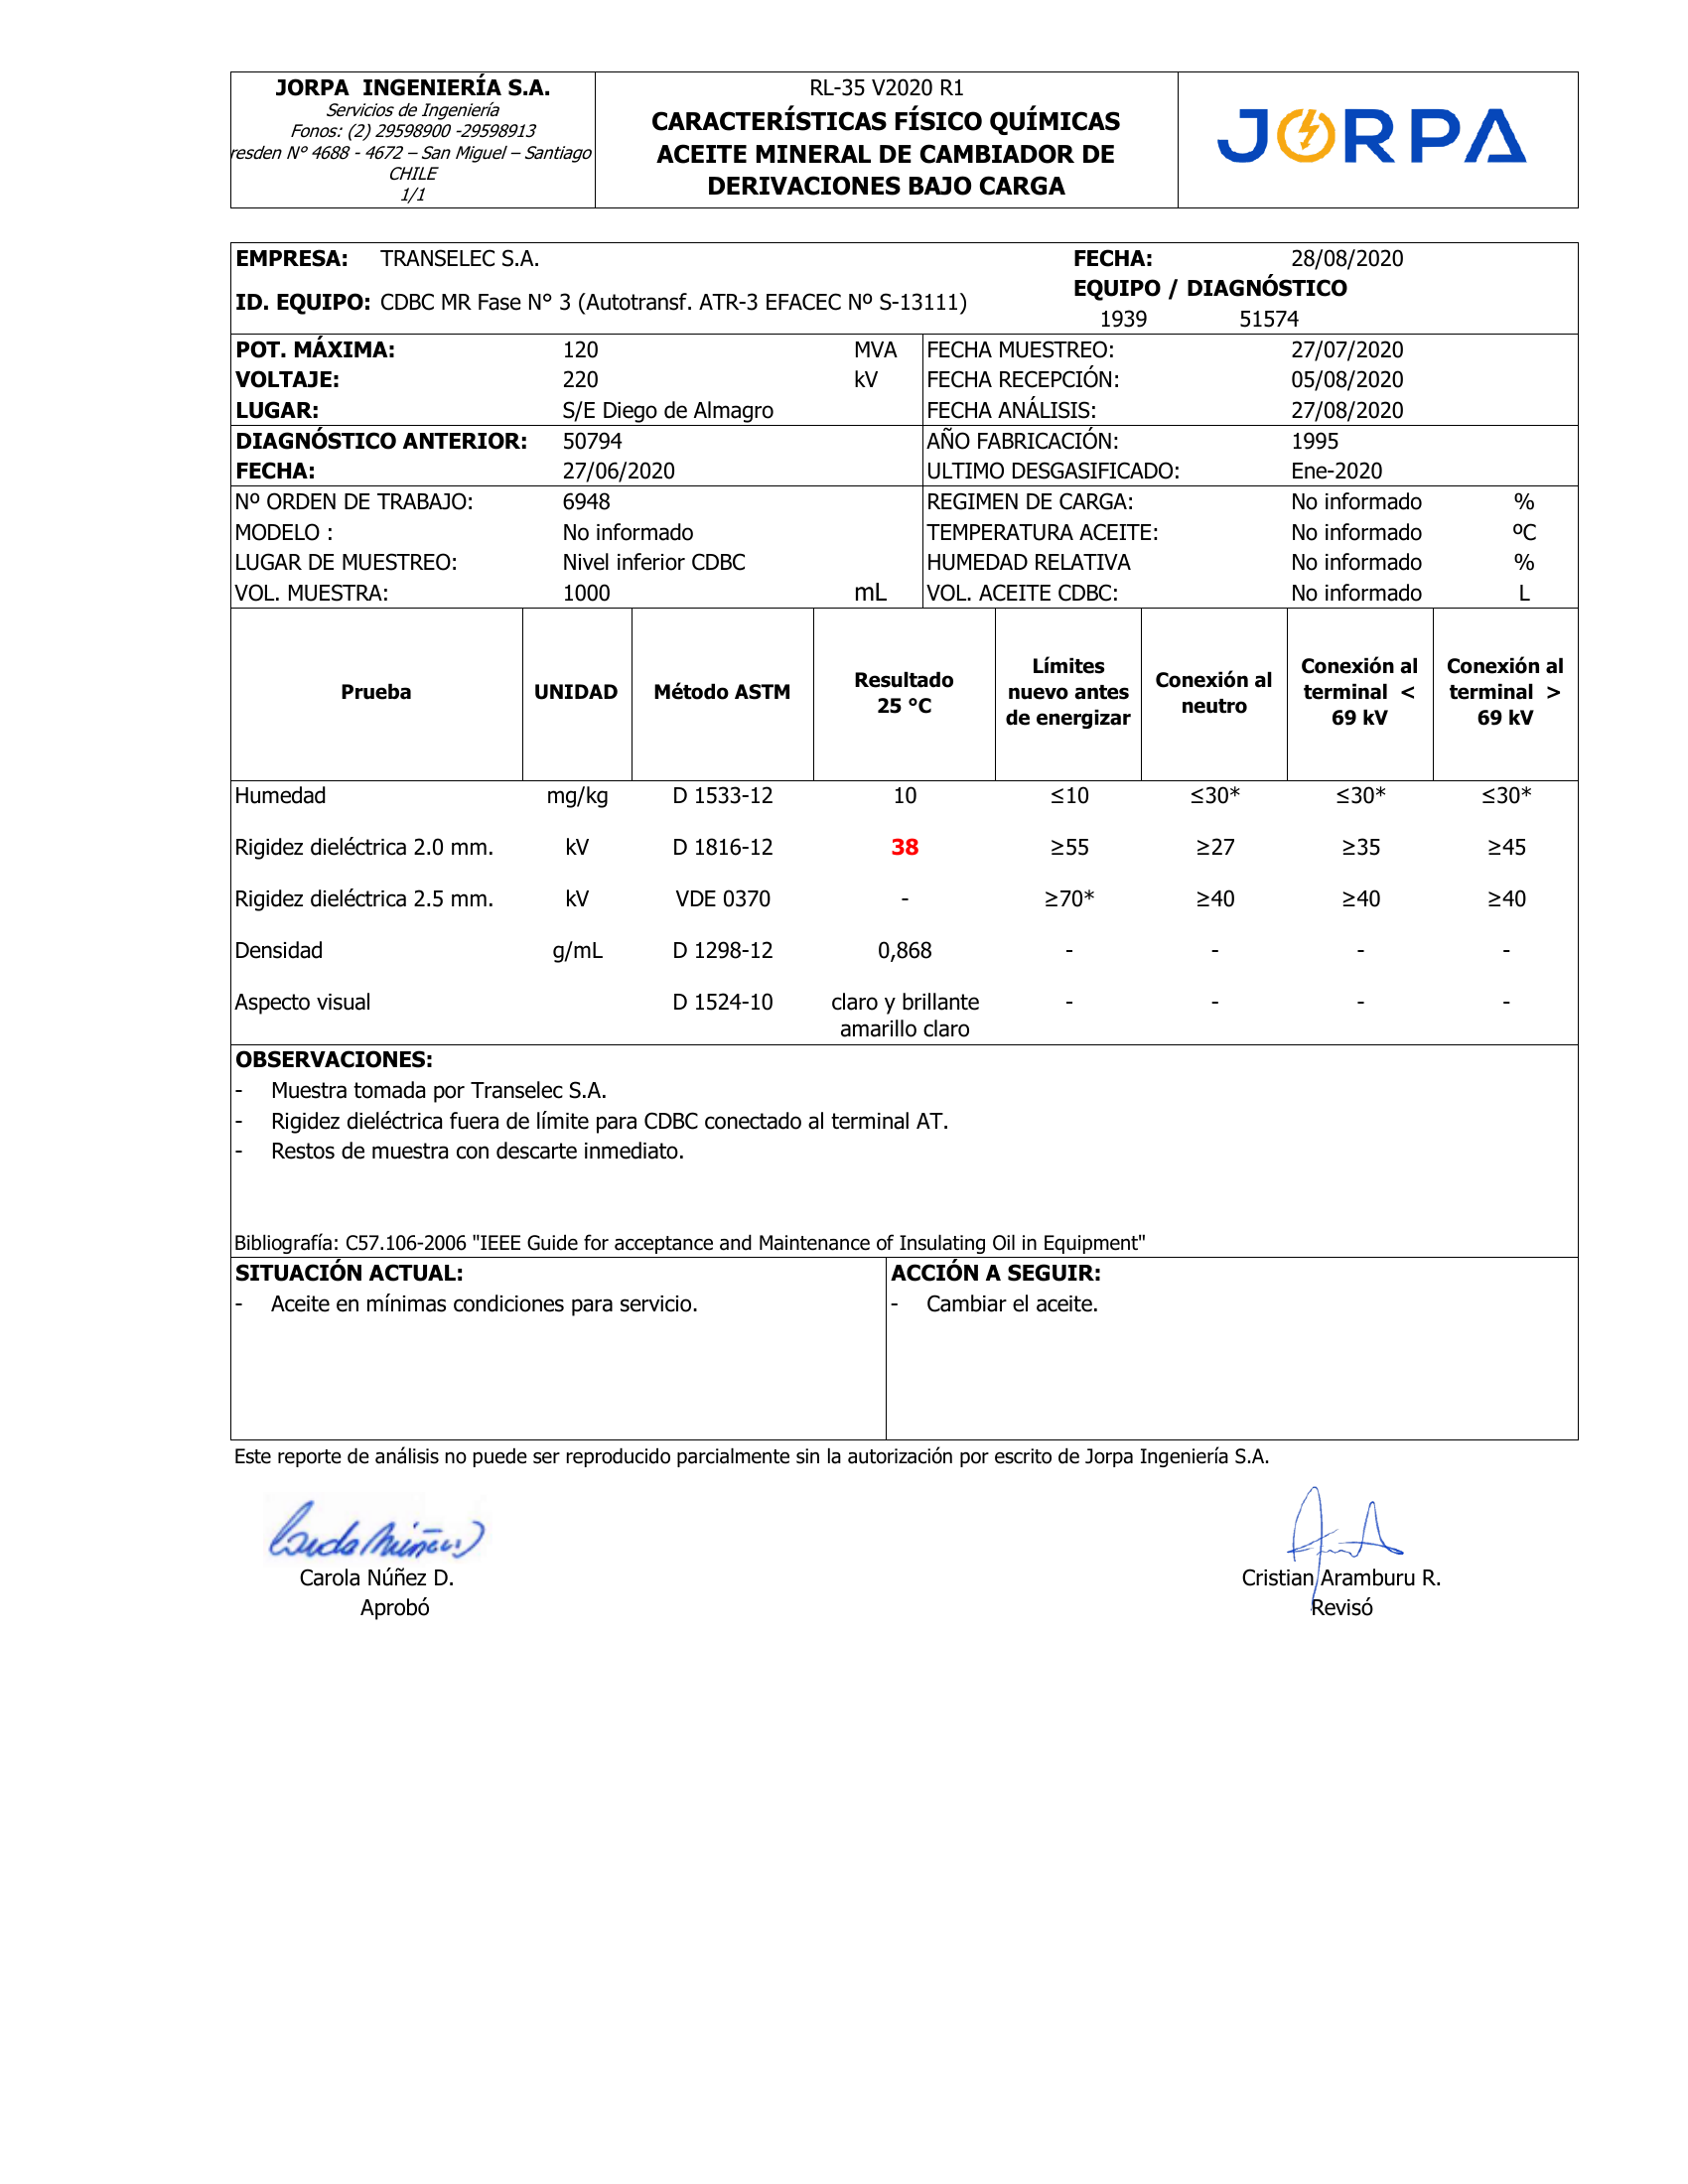 JORPA INGENIERÍA S.A.
Servicios de Ingeniería
Fonos: (2) 29598900 -29598913
resden N° 4688 - 4672 – San Miguel – Santiago
CHILE
1/1
RL-35 V2020 R1
CARACTERÍSTICAS FÍSICO QUÍMICAS
ACEITE MINERAL DE CAMBIADOR DE
DERIVACIONES BAJO CARGA
JORPA
EMPRESA: TRANSELEC S.A. FECHA: 28/08/2020
ID. EQUIPO: CDBC MR Fase N° 3 (Autotransf. ATR-3 EFACEC Nº S-13111) EQUIPO / DIAGNÓSTICO
1939 51574
POT. MÁXIMA: 120 MVA FECHA MUESTREO: 27/07/2020
VOLTAJE: 220 kV FECHA RECEPCIÓN: 05/08/2020
LUGAR: S/E Diego de Almagro FECHA ANÁLISIS: 27/08/2020
DIAGNÓSTICO ANTERIOR: 50794 AÑO FABRICACIÓN: 1995
FECHA: 27/06/2020 ULTIMO DESGASIFICADO: Ene-2020
Nº ORDEN DE TRABAJO: 6948 REGIMEN DE CARGA: No informado %
MODELO : No informado TEMPERATURA ACEITE: No informado ºC
LUGAR DE MUESTREO: Nivel inferior CDBC HUMEDAD RELATIVA No informado %
VOL. MUESTRA: 1000 mL VOL. ACEITE CDBC: No informado L
Prueba UNIDAD Método ASTM Resultado 25 °C Límites nuevo antes de energizar Conexión al neutro Conexión al terminal < 69 kV Conexión al terminal > 69 kV
Humedad mg/kg D 1533-12 10 ≤10 ≤30* ≤30* ≤30*
Rigidez dieléctrica 2.0 mm. kV D 1816-12 38 ≥55 ≥27 ≥35 ≥45
Rigidez dieléctrica 2.5 mm. kV VDE 0370 - ≥70* ≥40 ≥40 ≥40
Densidad g/mL D 1298-12 0,868 - - - -
Aspecto visual D 1524-10 claro y brillante - - - -
amarillo claro
OBSERVACIONES:
- Muestra tomada por Transelec S.A.
- Rigidez dieléctrica fuera de límite para CDBC conectado al terminal AT.
- Restos de muestra con descarte inmediato.
Bibliografía: C57.106-2006 "IEEE Guide for acceptance and Maintenance of Insulating Oil in Equipment"
SITUACIÓN ACTUAL: ACCIÓN A SEGUIR:
- Aceite en mínimas condiciones para servicio. - Cambiar el aceite.
Este reporte de análisis no puede ser reproducido parcialmente sin la autorización por escrito de Jorpa Ingeniería S.A.
Carola Núñez D. Cristian Aramburu R.
Aprobó Revisó